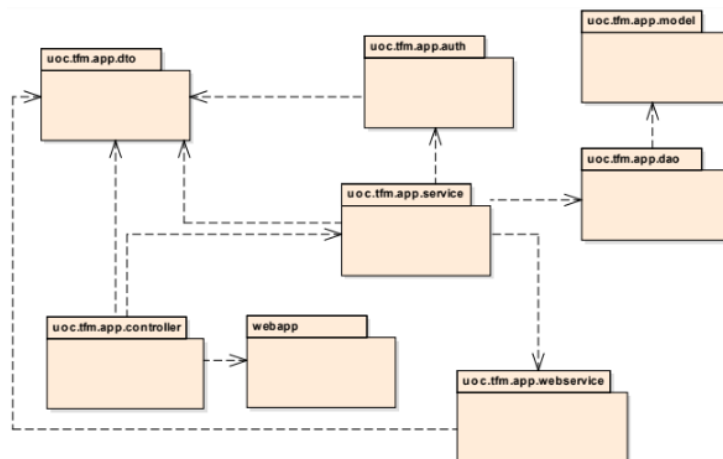 uoc.tfm.app.model
uoc.tfm.app.auth
uoc.tfm.app.dto
uoc.tfm.app.dao
uoc.tfm.app.service
uoc.tfm.app.controller
webapp
uoc.tfm.app.webservice